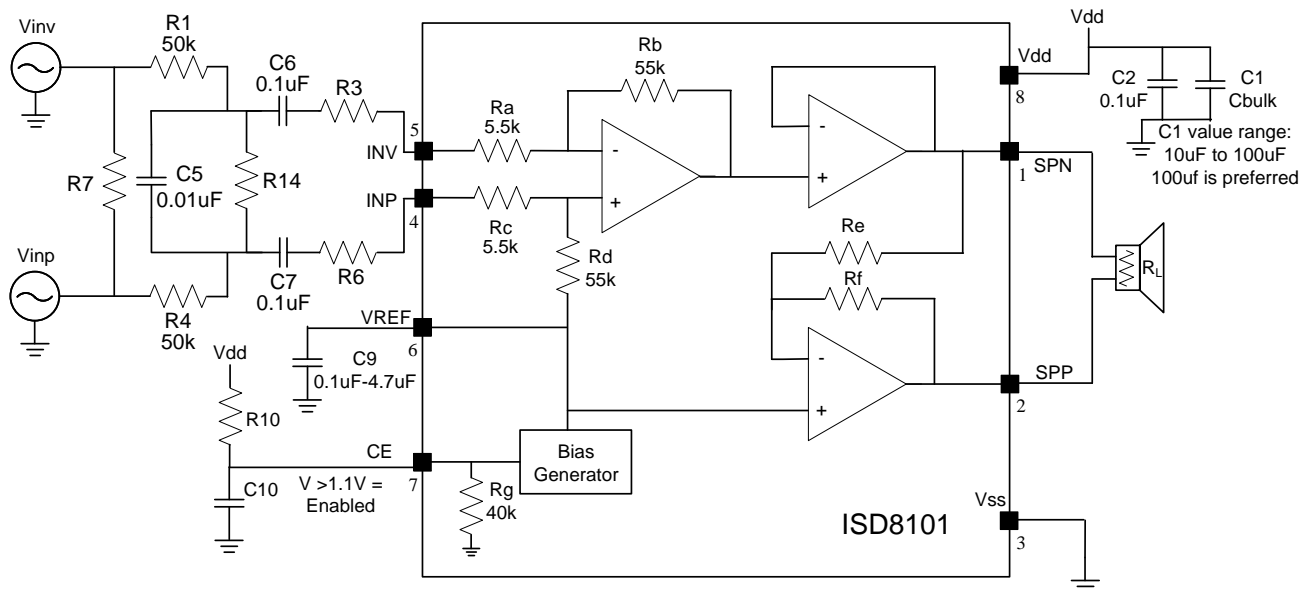 Vinv
R1
50k
C6
0.1uF
R3
R7
C5
0.01uF
R14
Vinp
R4
50k
C7
0.1uF
R6
5
INV
INP
4
Ra
5.5k
Rc
5.5k
Rb
55k
Rd
55k
-
+
-
+
Re
Rf
-
+
VREF
6
C9
0.1uF-4.7uF
Vdd
R10
C10
CE
7
V >1.1V =
Enabled
Rg
40k
Bias
Generator
ISD8101
Vdd
8
Vdd
C2
0.1uF
C1
Cbulk
C1 value range:
10uF to 100uF
100uf is preferred
SPN
1
RL
SPP
2
Vss
3